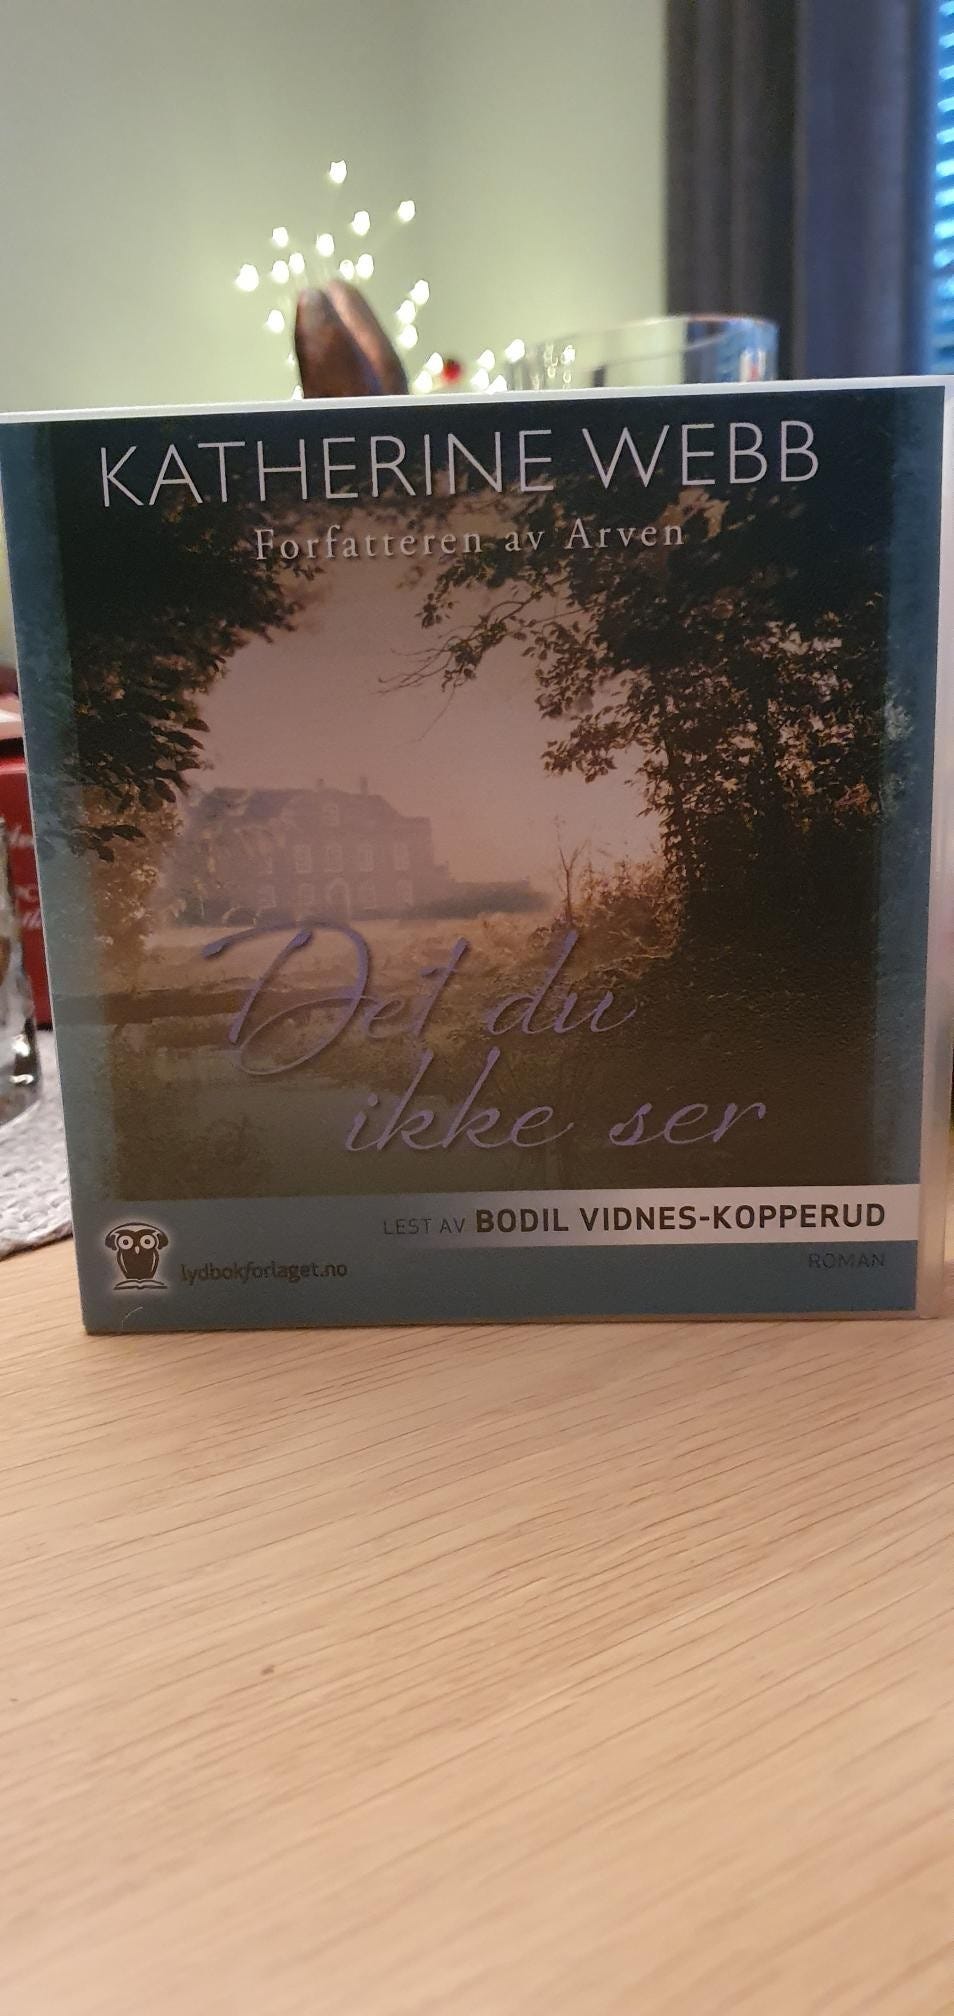 KATHERINE WEBB
Forfatteren av Arven
Det du
ikke ser
LEST AV BODIL VIDNES-KOPPERUD
lydbokforlaget.no
ROMAN